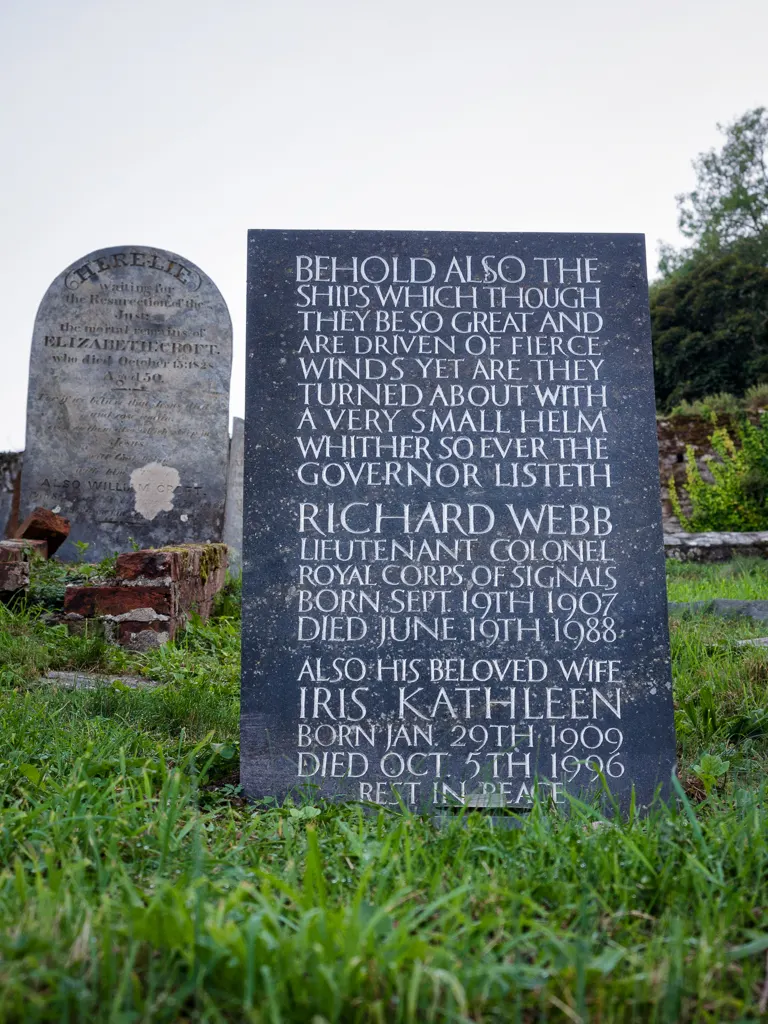 HERE LIE
waiting for
the Resurrection of the
Just
the mortal remains of
ELIZABETH CROFT,
who died October 15: 1828
Aged 50.
ALSO WILLIAM
BEHOLD ALSO THE
SHIPS WHICH THOUGH
THEY BE SO GREAT AND
ARE DRIVEN OF FIERCE
WINDS YET ARE THEY
TURNED ABOUT WITH
A VERY SMALL HELM
WHITHER SO EVER THE
GOVERNOR LISTETH
RICHARD WEBB
LIEUTENANT COLONEL
ROYAL CORPS OF SIGNALS
BORN SEPT. 19TH 1907
DIED JUNE 19TH 1988
ALSO HIS BELOVED WIFE
IRIS KATHLEEN
BORN JAN. 29TH 1909
DIED OCT. 5TH 1996
REST IN PEACE